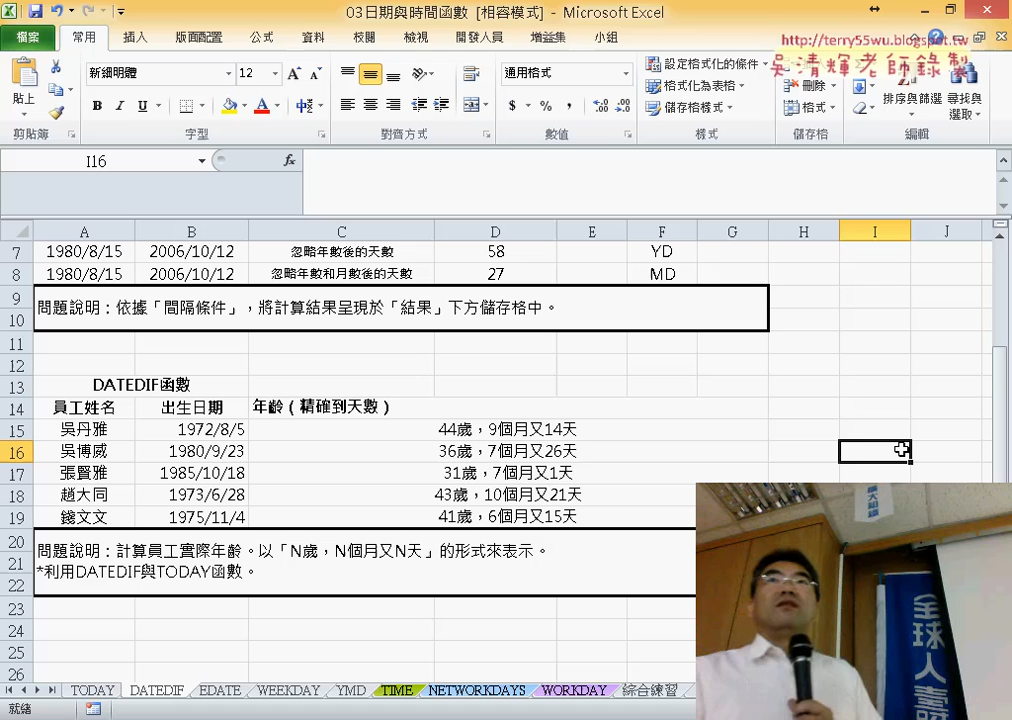 03日期與時間函數 [相容模式] - Microsoft Excel
檔案 常用 插入 版面配置 公式 資料 校閱 檢視 開發人員 增益集 小組
http://terry55wu.blogspot.tw
吳清輝老師錄製
貼上 新細明體 12 通用格式 設定格式化的條件 格式化為表格 儲存格樣式 刪除 格式 排序與篩選 尋找與選取
剪貼簿 字型 對齊方式 數值 樣式 儲存格 編輯
I16 fx
A B C D E F G H I J
7 1980/8/15 2006/10/12 忽略年數後的天數 58 YD
8 1980/8/15 2006/10/12 忽略年數和月數後的天數 27 MD
9 問題說明：依據「間隔條件」，將計算結果呈現於「結果」下方儲存格中。
10
11
12
13 DATEDIF函數
14 員工姓名 出生日期 年齡（精確到天數）
15 吳丹雅 1972/8/5 44歲，9個月又14天
16 吳博威 1980/9/23 36歲，7個月又26天
17 張賢雅 1985/10/18 31歲，7個月又1天
18 趙大同 1973/6/28 43歲，10個月又21天
19 錢文文 1975/11/4 41歲，6個月又15天
20 問題說明：計算員工實際年齡。以「N歲，N個月又N天」的形式來表示。
21 *利用DATEDIF與TODAY函數。
22
23
24
25
26
TODAY DATEDIF EDATE WEEKDAY YMD TIME NETWORKDAYS WORKDAY 綜合練習
就緒
全球人壽